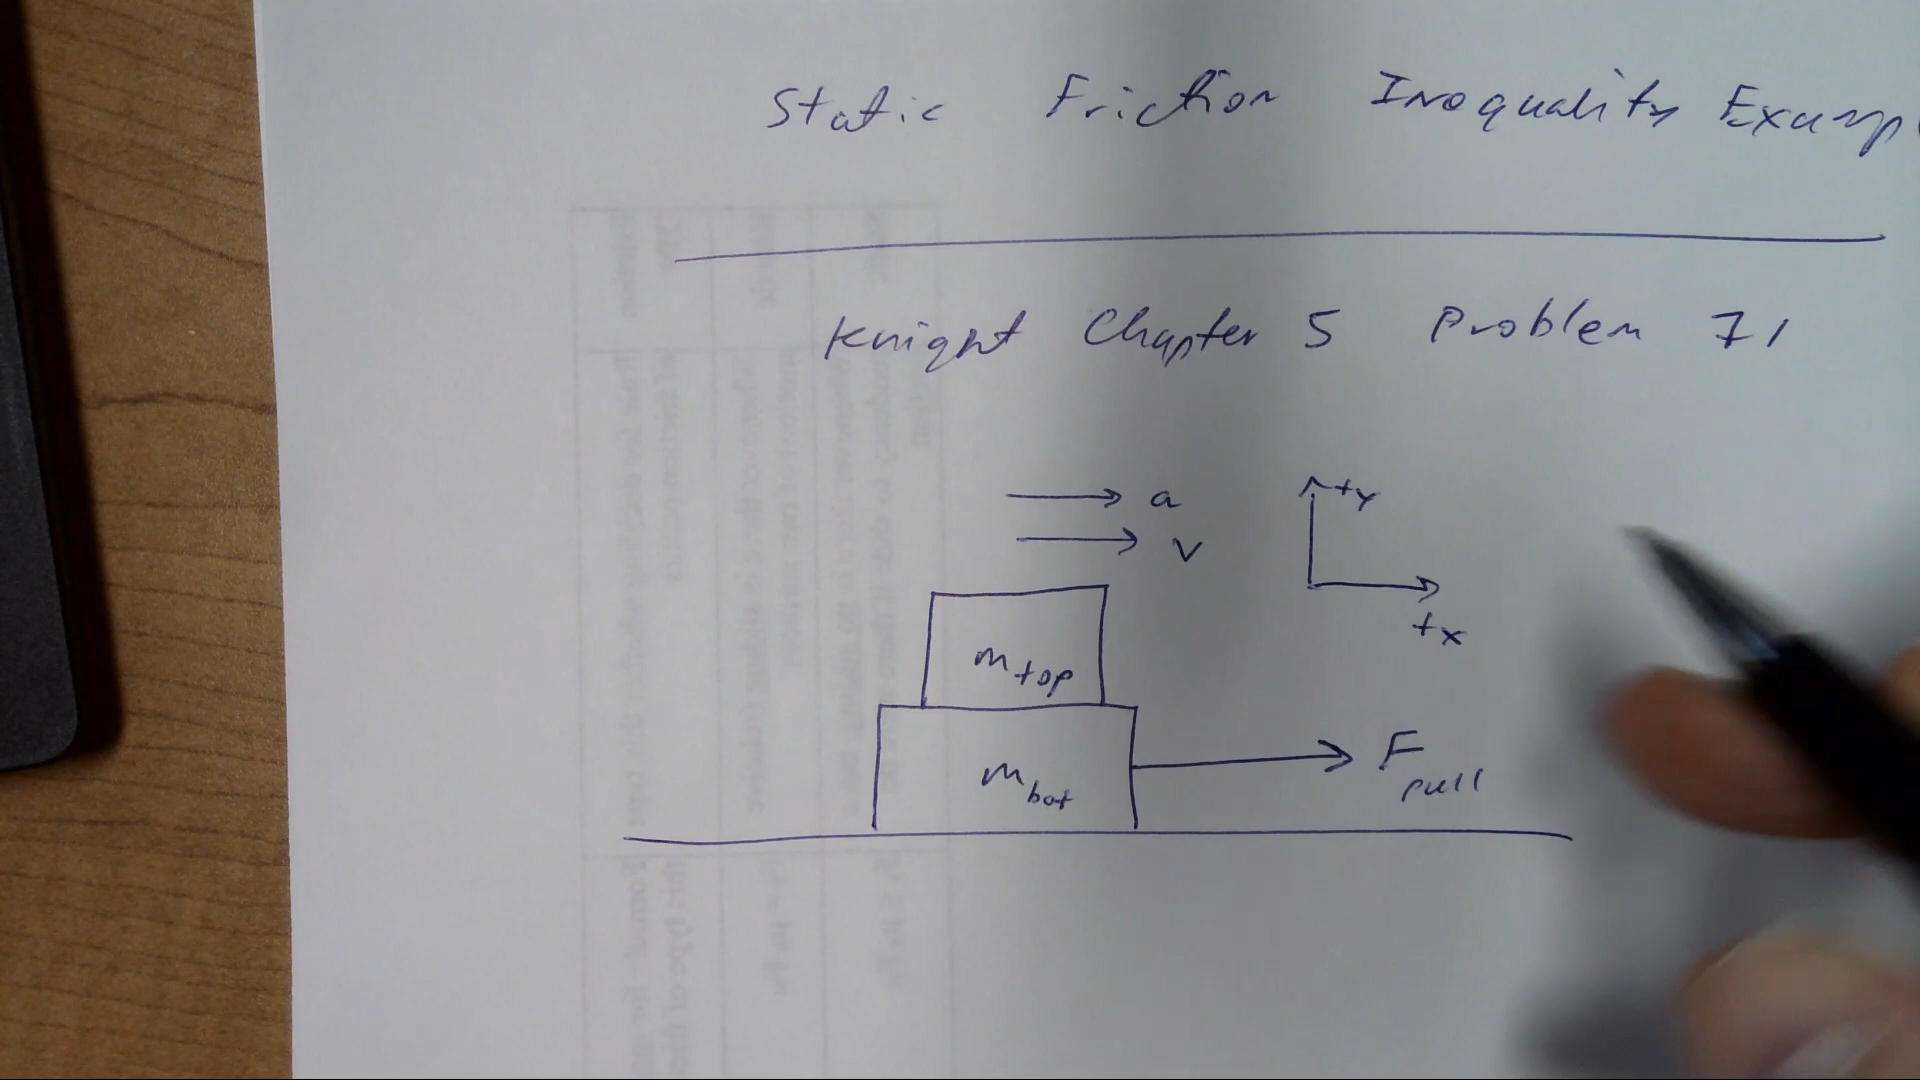 Static Friction Inequality Examp
Knight Chapter 5 Problem 71
a
+y
v
+x
m top
F pull
m bot